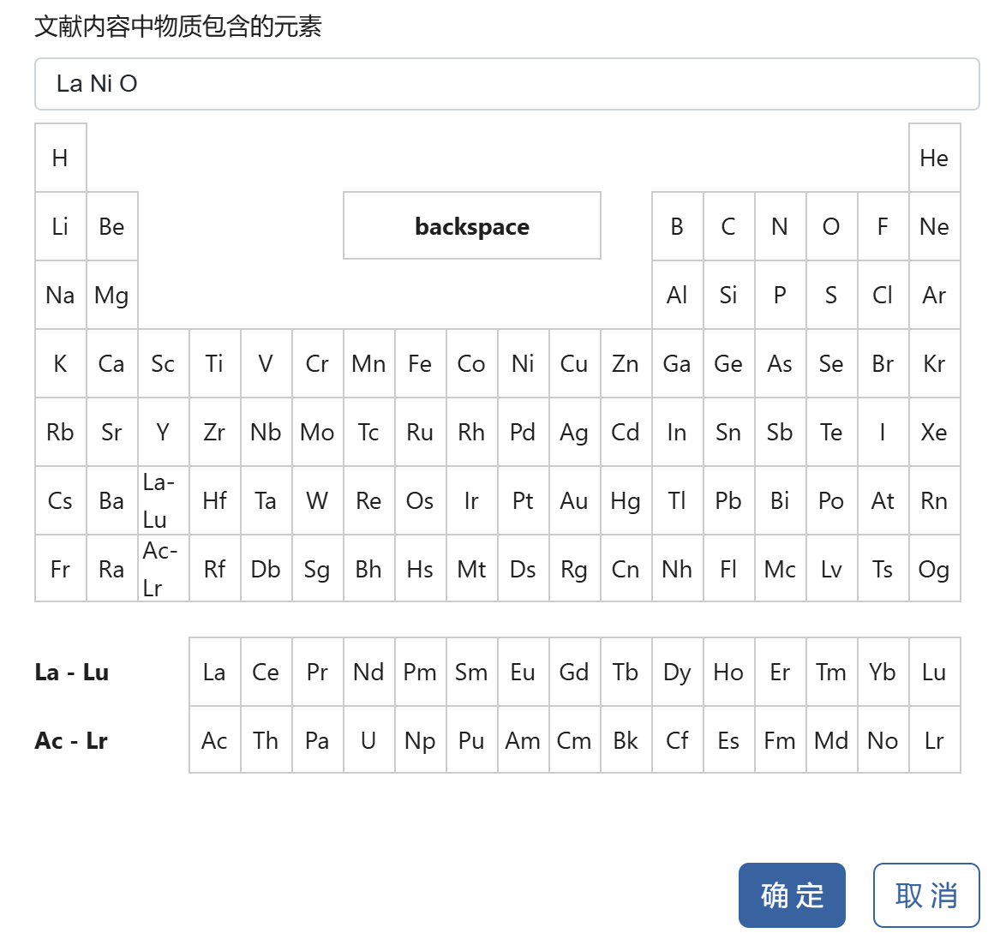 文献内容中物质包含的元素
La Ni O
H He
Li Be backspace B C N O F Ne
Na Mg Al Si P S Cl Ar
K Ca Sc Ti V Cr Mn Fe Co Ni Cu Zn Ga Ge As Se Br Kr
Rb Sr Y Zr Nb Mo Tc Ru Rh Pd Ag Cd In Sn Sb Te I Xe
Cs Ba La-Lu Hf Ta W Re Os Ir Pt Au Hg Tl Pb Bi Po At Rn
Fr Ra Ac-Lr Rf Db Sg Bh Hs Mt Ds Rg Cn Nh Fl Mc Lv Ts Og
La - Lu La Ce Pr Nd Pm Sm Eu Gd Tb Dy Ho Er Tm Yb Lu
Ac - Lr Ac Th Pa U Np Pu Am Cm Bk Cf Es Fm Md No Lr
确定 取消